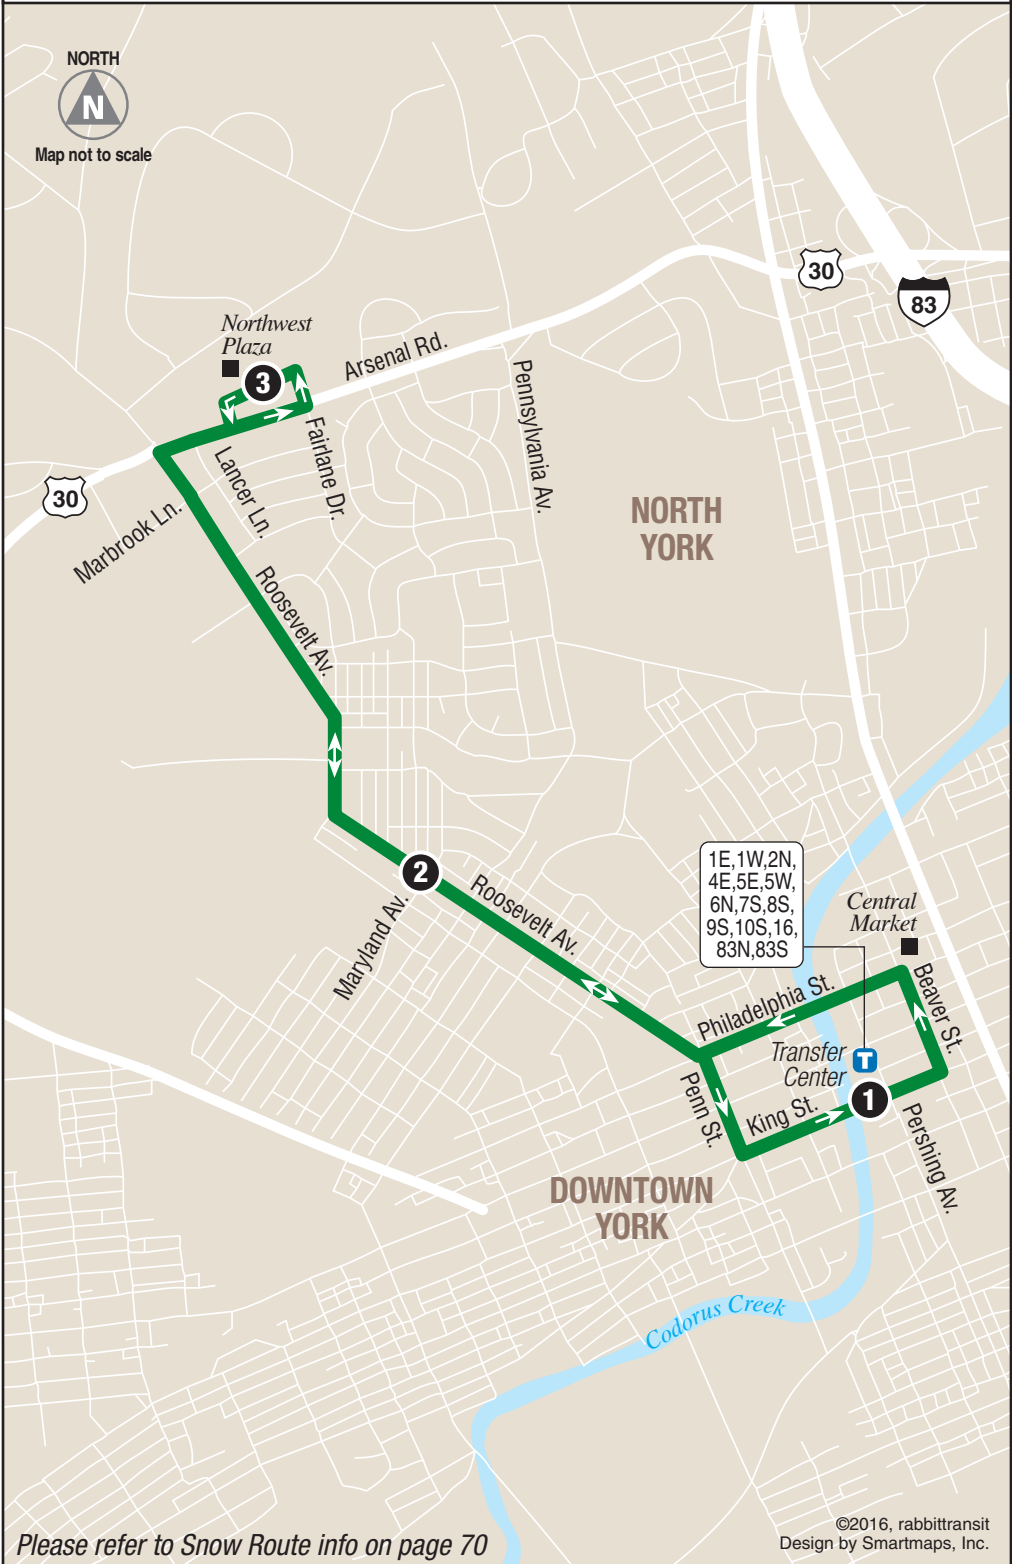 NORTH
N
Map not to scale
30
83
Northwest
Plaza
3
Arsenal Rd.
Pennsylvania Av.
Fairlane Dr.
Lancer Ln.
30
Marbrook Ln.
NORTH
YORK
Roosevelt Av.
2
Roosevelt Av.
Maryland Av.
1E,1W,2N,
4E,5E,5W,
6N,7S,8S,
9S,10S,16,
83N,83S
Central
Market
Philadelphia St.
Beaver St.
Transfer
Center
T
1
Penn St.
King St.
Pershing Av.
DOWNTOWN
YORK
Codorus Creek
Please refer to Snow Route info on page 70
©2016, rabbittransit
Design by Smartmaps, Inc.